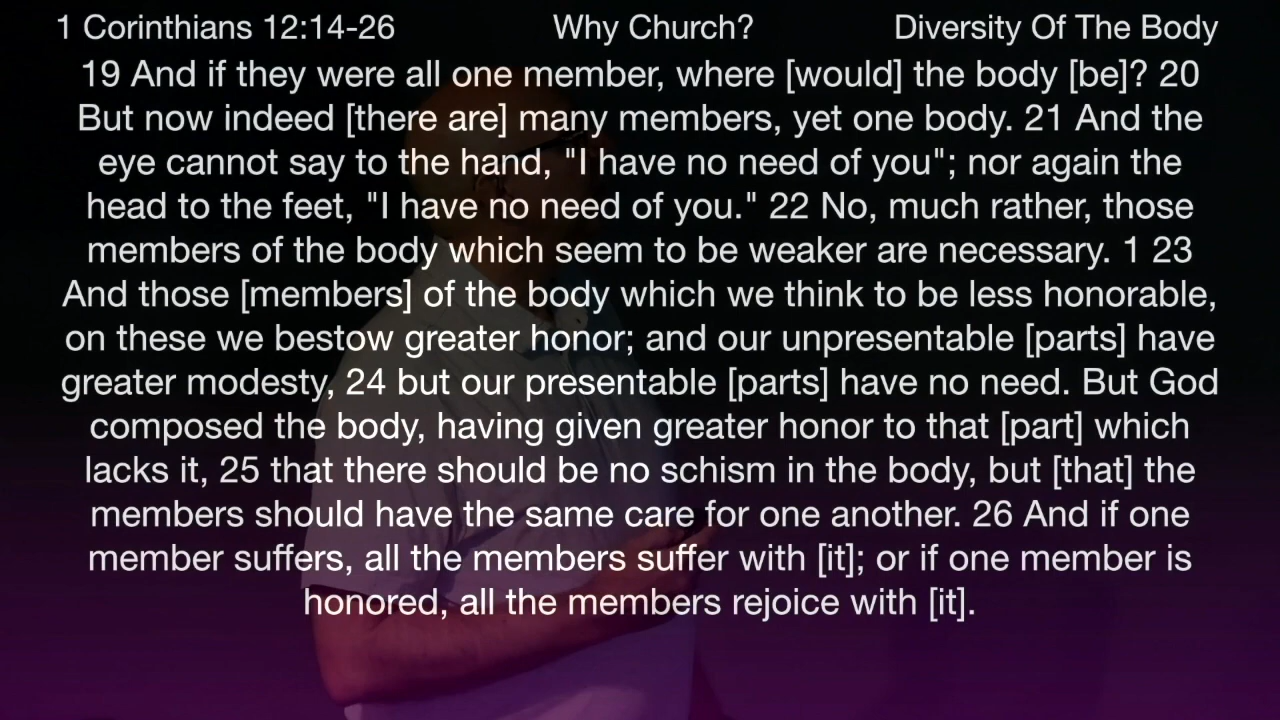 1 Corinthians 12:14-26 Why Church? Diversity Of The Body
19 And if they were all one member, where [would] the body [be]? 20
But now indeed [there are] many members, yet one body. 21 And the
eye cannot say to the hand, "I have no need of you"; nor again the
head to the feet, "I have no need of you." 22 No, much rather, those
members of the body which seem to be weaker are necessary. 1 23
And those [members] of the body which we think to be less honorable,
on these we bestow greater honor; and our unpresentable [parts] have
greater modesty, 24 but our presentable [parts] have no need. But God
composed the body, having given greater honor to that [part] which
lacks it, 25 that there should be no schism in the body, but [that] the
members should have the same care for one another. 26 And if one
member suffers, all the members suffer with [it]; or if one member is
honored, all the members rejoice with [it].